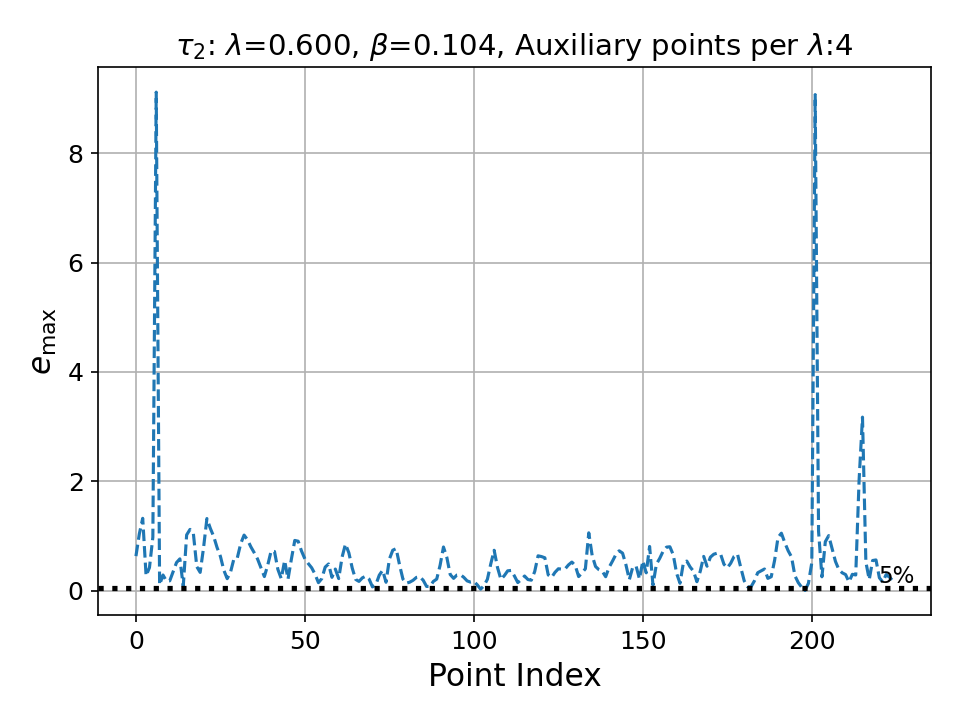 τ₂: λ=0.600, β=0.104, Auxiliary points per λ:4
e_max
8
6
4
2
0
5%
0 50 100 150 200
Point Index